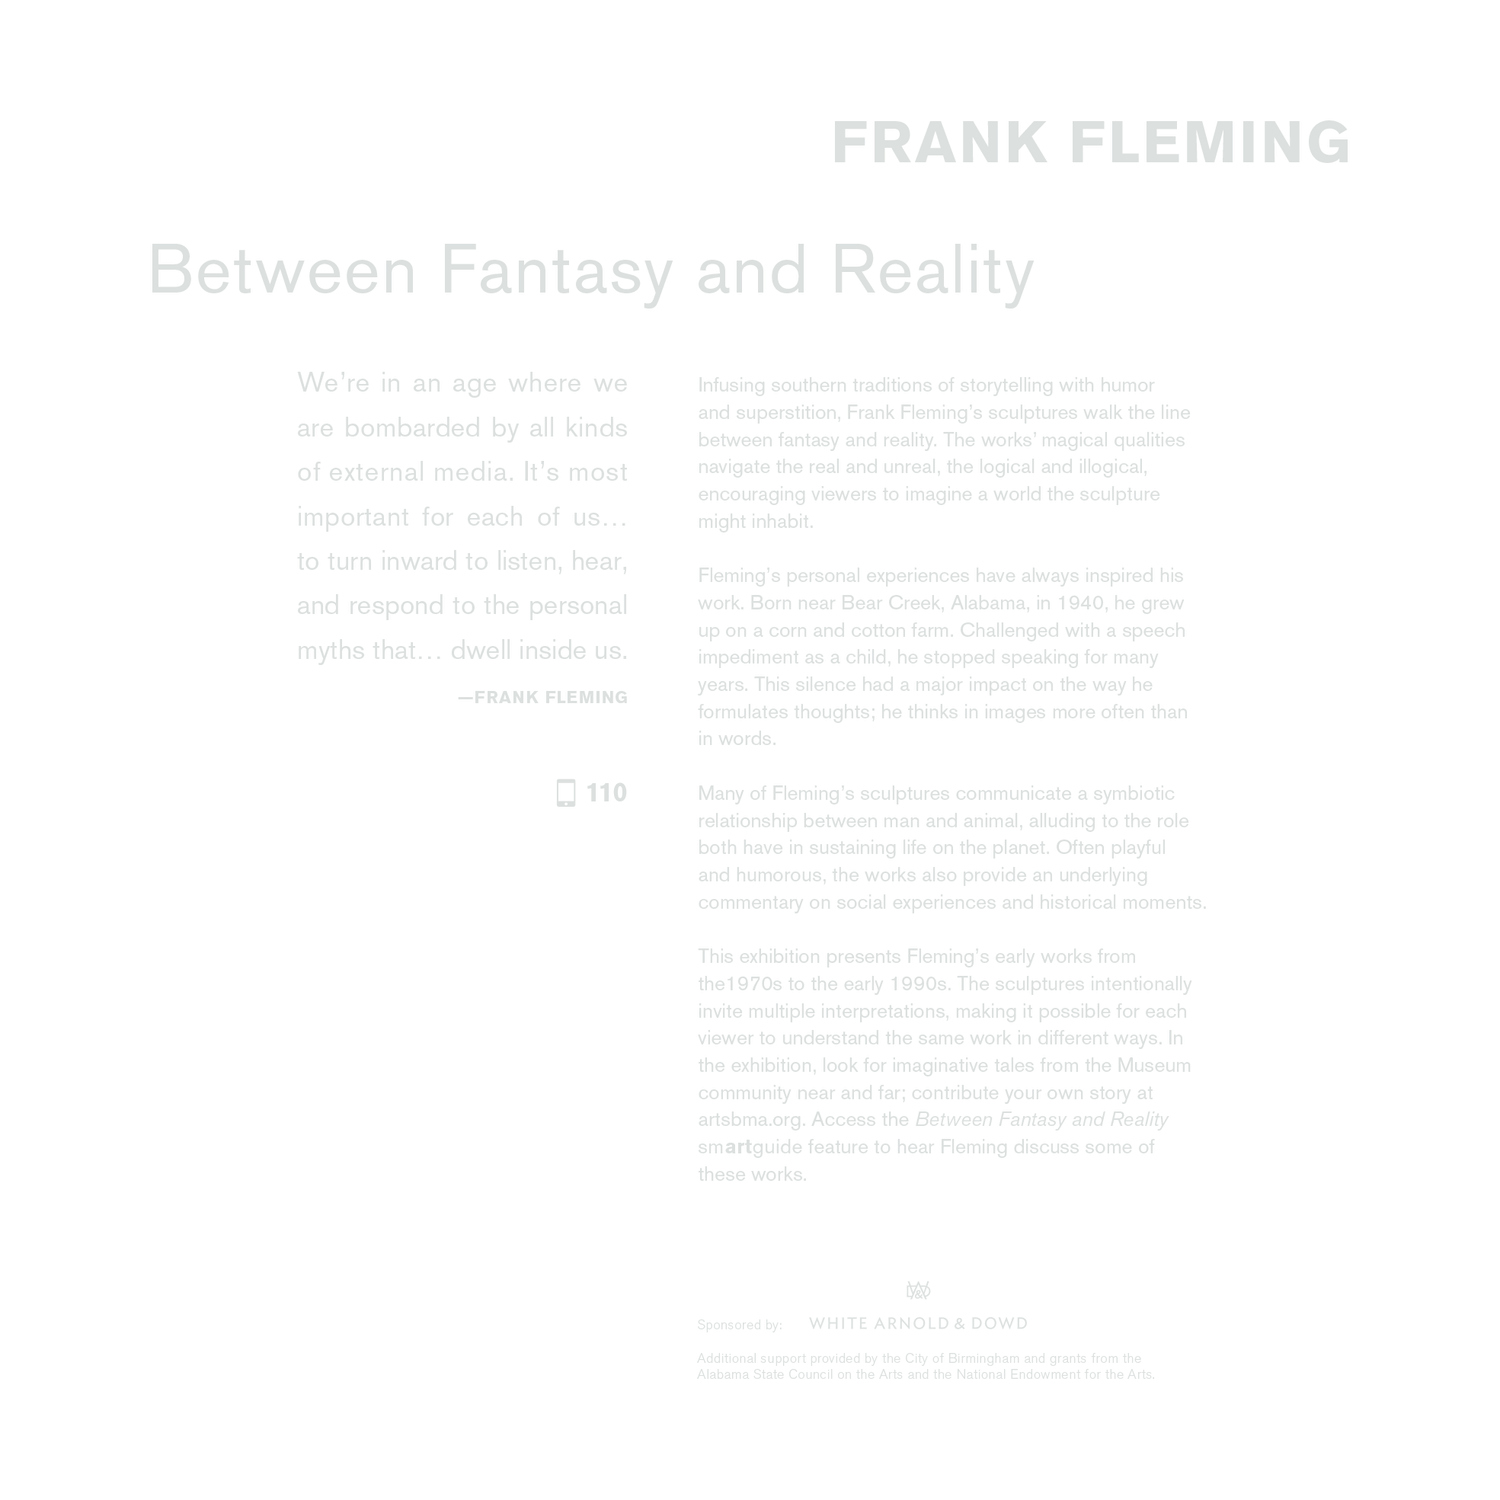 FRANK FLEMING
Between Fantasy and Reality
We’re in an age where we
are bombarded by all kinds
of external media. It’s most
important for each of us…
to turn inward to listen, hear,
and respond to the personal
myths that… dwell inside us.
—FRANK FLEMING
110
Infusing southern traditions of storytelling with humor
and superstition, Frank Fleming’s sculptures walk the line
between fantasy and reality. The works’ magical qualities
navigate the real and unreal, the logical and illogical,
encouraging viewers to imagine a world the sculpture
might inhabit.
Fleming’s personal experiences have always inspired his
work. Born near Bear Creek, Alabama, in 1940, he grew
up on a corn and cotton farm. Challenged with a speech
impediment as a child, he stopped speaking for many
years. This silence had a major impact on the way he
formulates thoughts; he thinks in images more often than
in words.
Many of Fleming’s sculptures communicate a symbiotic
relationship between man and animal, alluding to the role
both have in sustaining life on the planet. Often playful
and humorous, the works also provide an underlying
commentary on social experiences and historical moments.
This exhibition presents Fleming’s early works from
the1970s to the early 1990s. The sculptures intentionally
invite multiple interpretations, making it possible for each
viewer to understand the same work in different ways. In
the exhibition, look for imaginative tales from the Museum
community near and far; contribute your own story at
artsbma.org. Access the Between Fantasy and Reality
smartguide feature to hear Fleming discuss some of
these works.
W
D&D
Sponsored by: WHITE ARNOLD & DOWD
Additional support provided by the City of Birmingham and grants from the
Alabama State Council on the Arts and the National Endowment for the Arts.